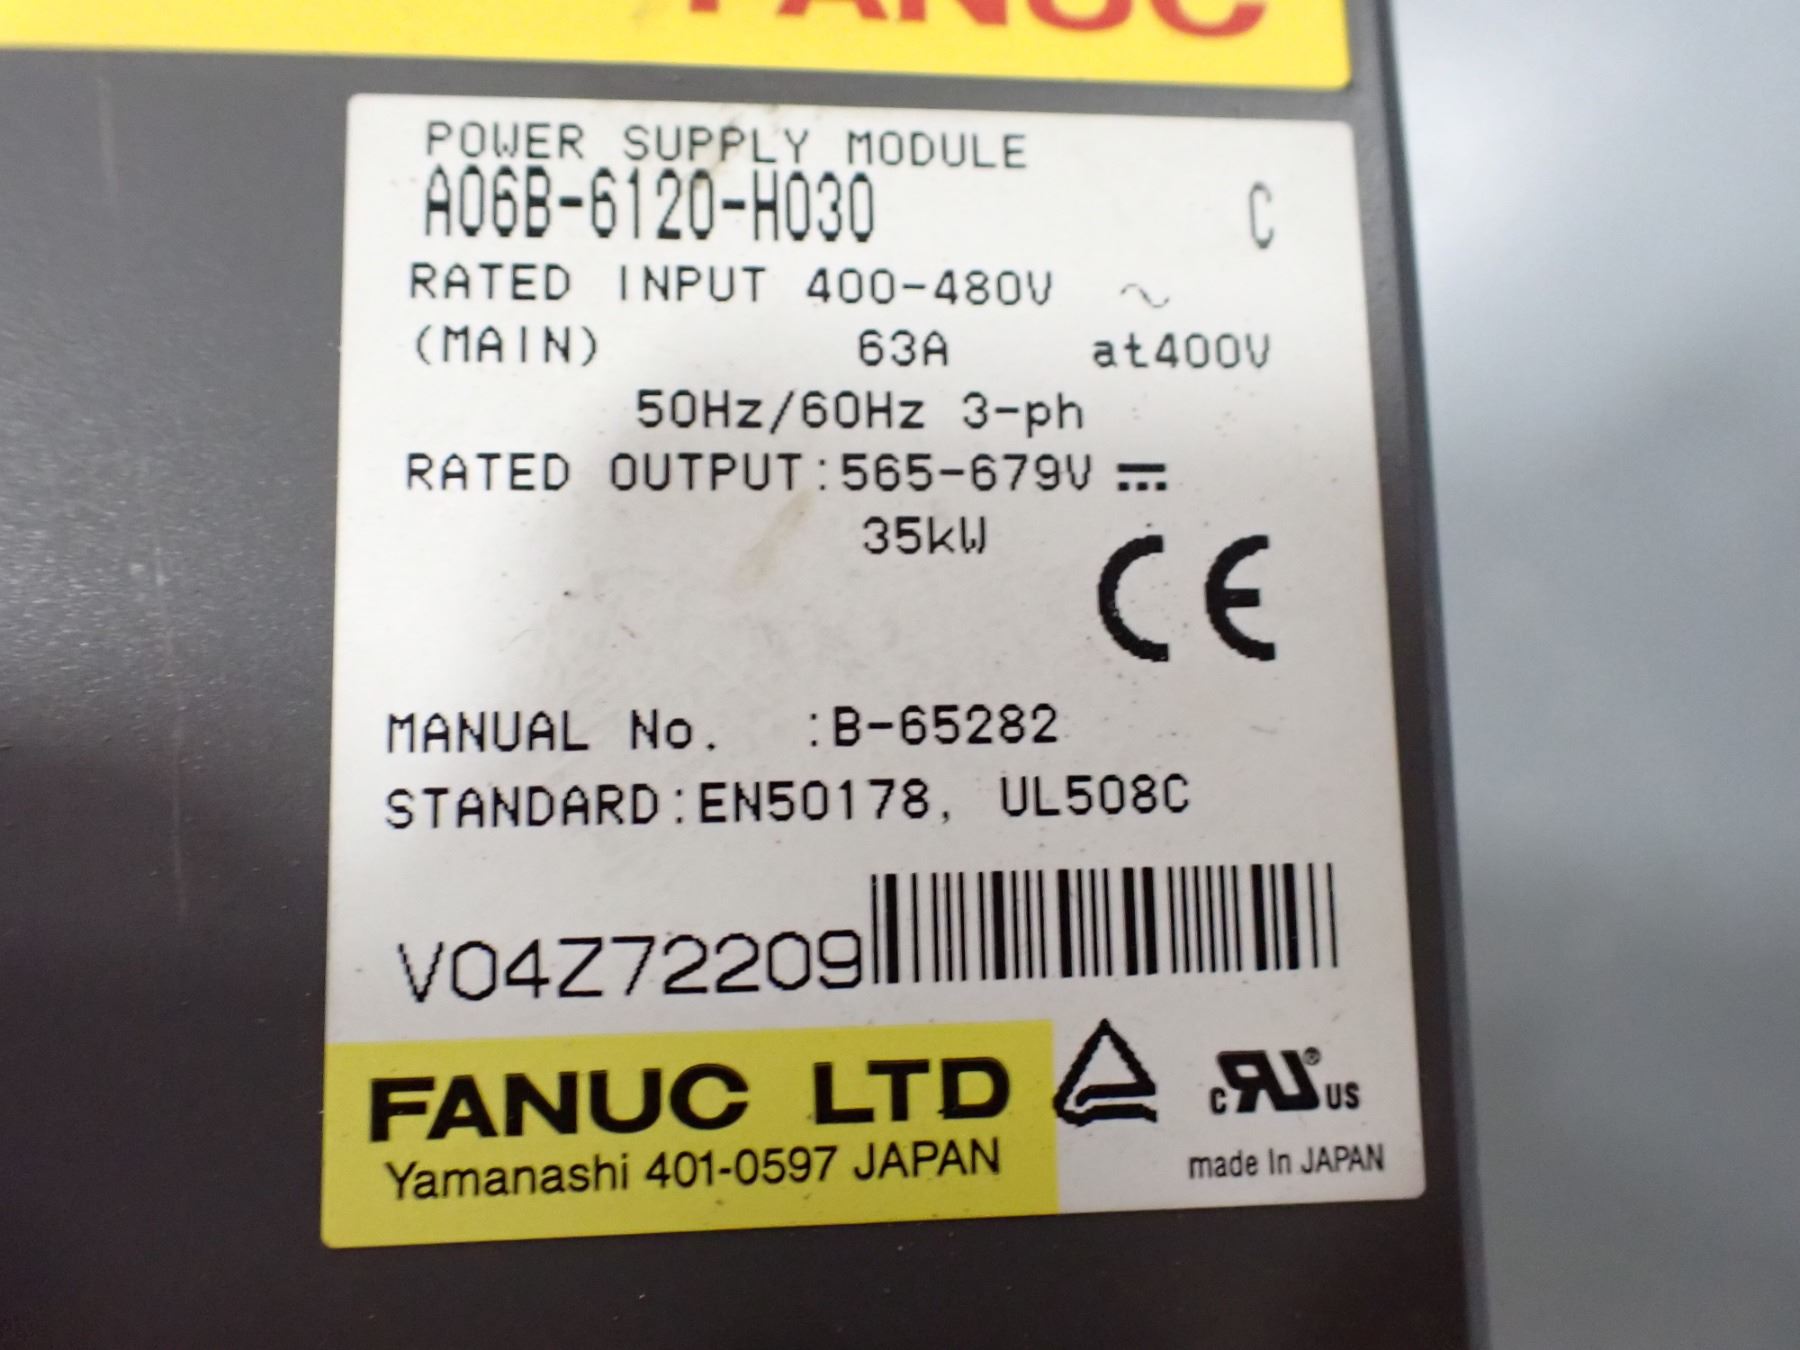 FANUC
POWER SUPPLY MODULE
A06B-6120-H030 C
RATED INPUT 400-480V ~
(MAIN) 63A at400V
50Hz/60Hz 3-ph
RATED OUTPUT:565-679V ⎓
35kW
CE
MANUAL No. :B-65282
STANDARD:EN50178, UL508C
V04Z72209
FANUC LTD
Yamanashi 401-0597 JAPAN
c RU ® US
made In JAPAN